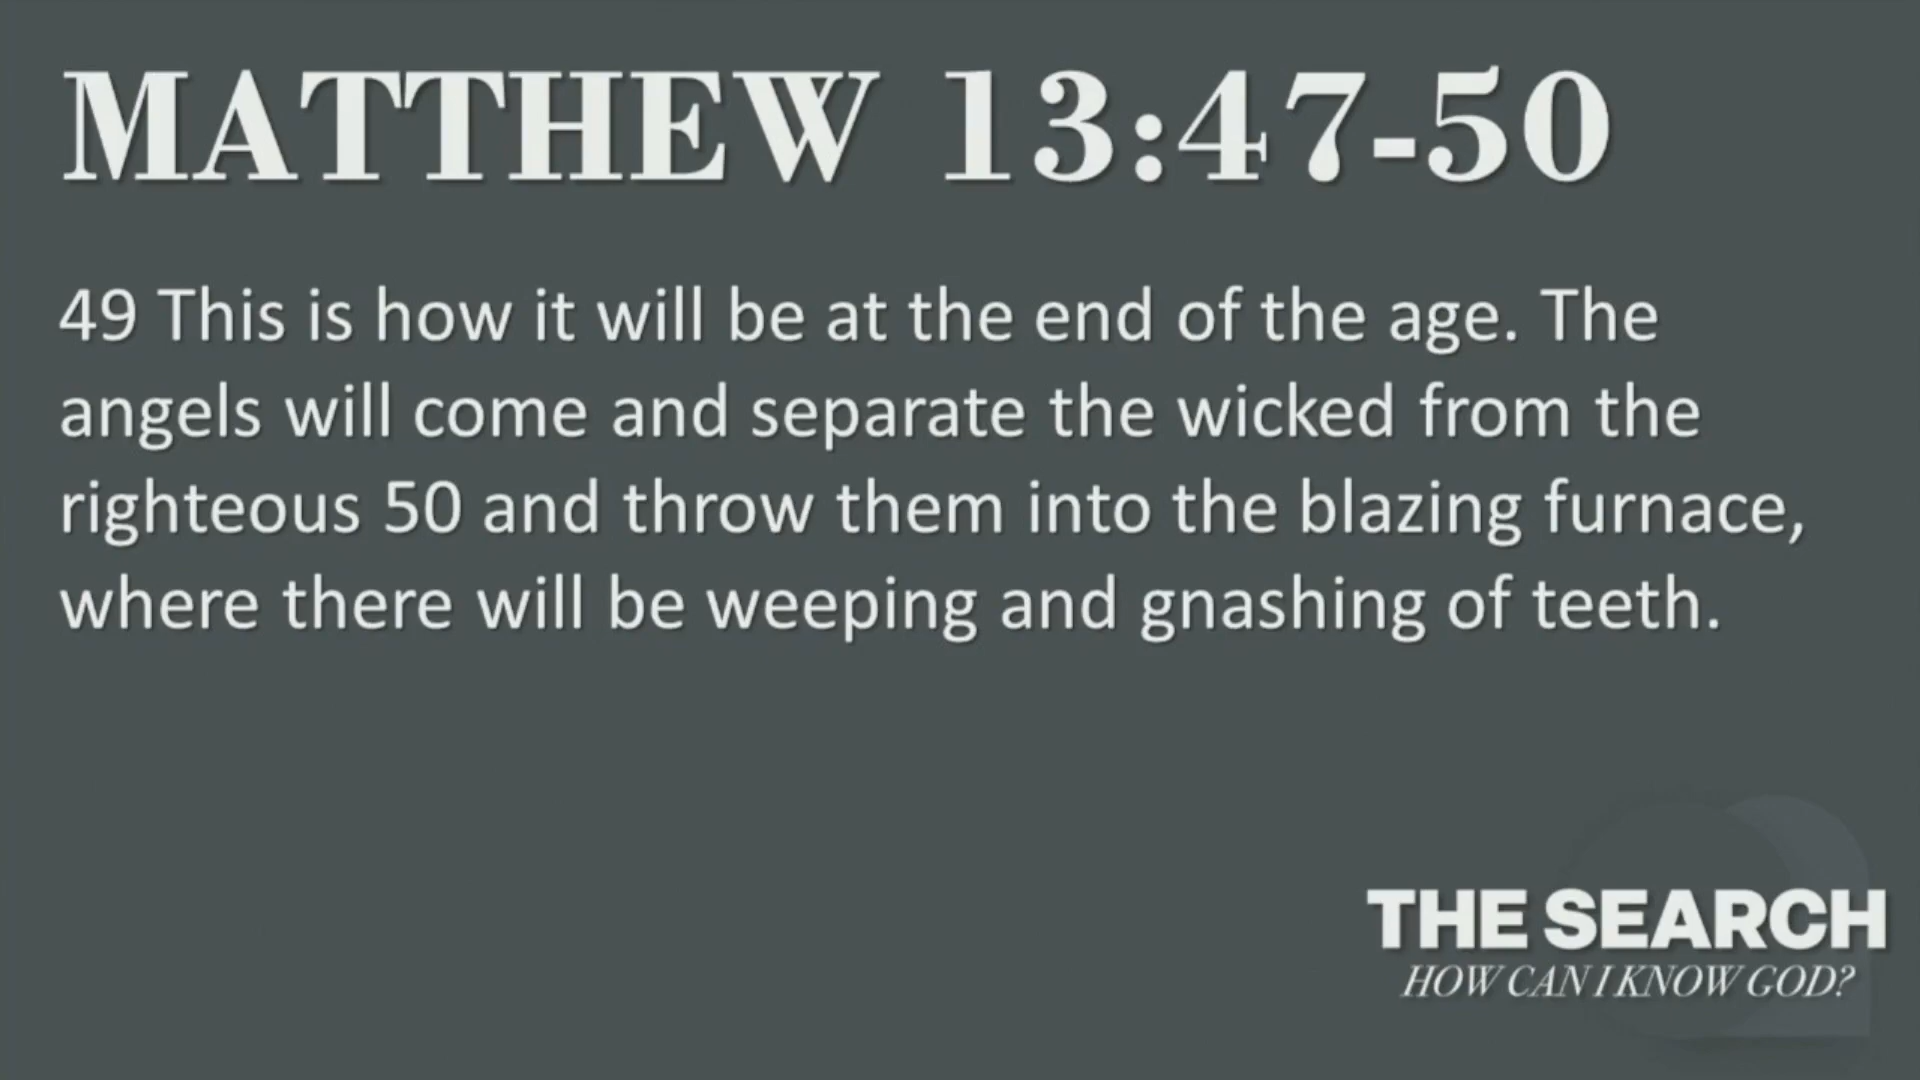 MATTHEW 13:47-50
49 This is how it will be at the end of the age. The
angels will come and separate the wicked from the
righteous 50 and throw them into the blazing furnace,
where there will be weeping and gnashing of teeth.
THE SEARCH
HOW CAN I KNOW GOD?